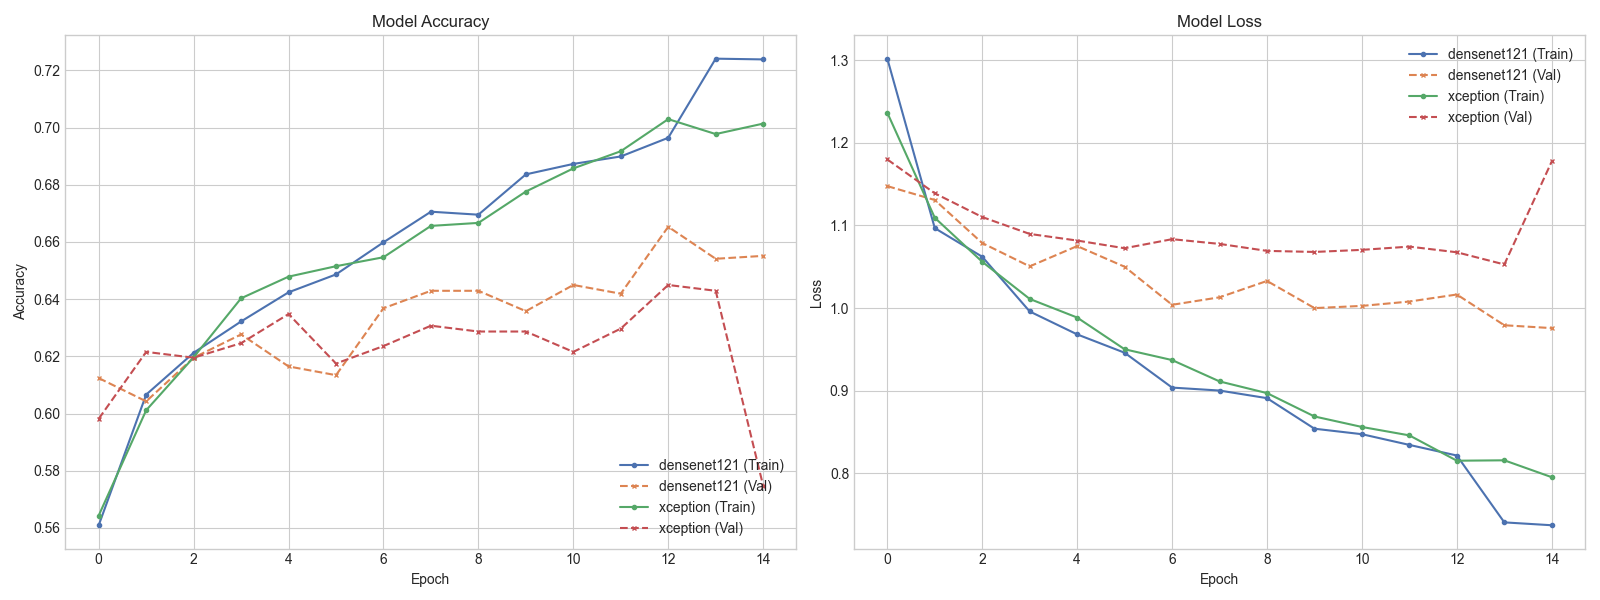 Model Accuracy
Accuracy
0.72
0.70
0.68
0.66
0.64
0.62
0.60
0.58
0.56
0 2 4 6 8 10 12 14
Epoch
densenet121 (Train)
densenet121 (Val)
xception (Train)
xception (Val)
Model Loss
Loss
1.3
1.2
1.1
1.0
0.9
0.8
0 2 4 6 8 10 12 14
Epoch
densenet121 (Train)
densenet121 (Val)
xception (Train)
xception (Val)